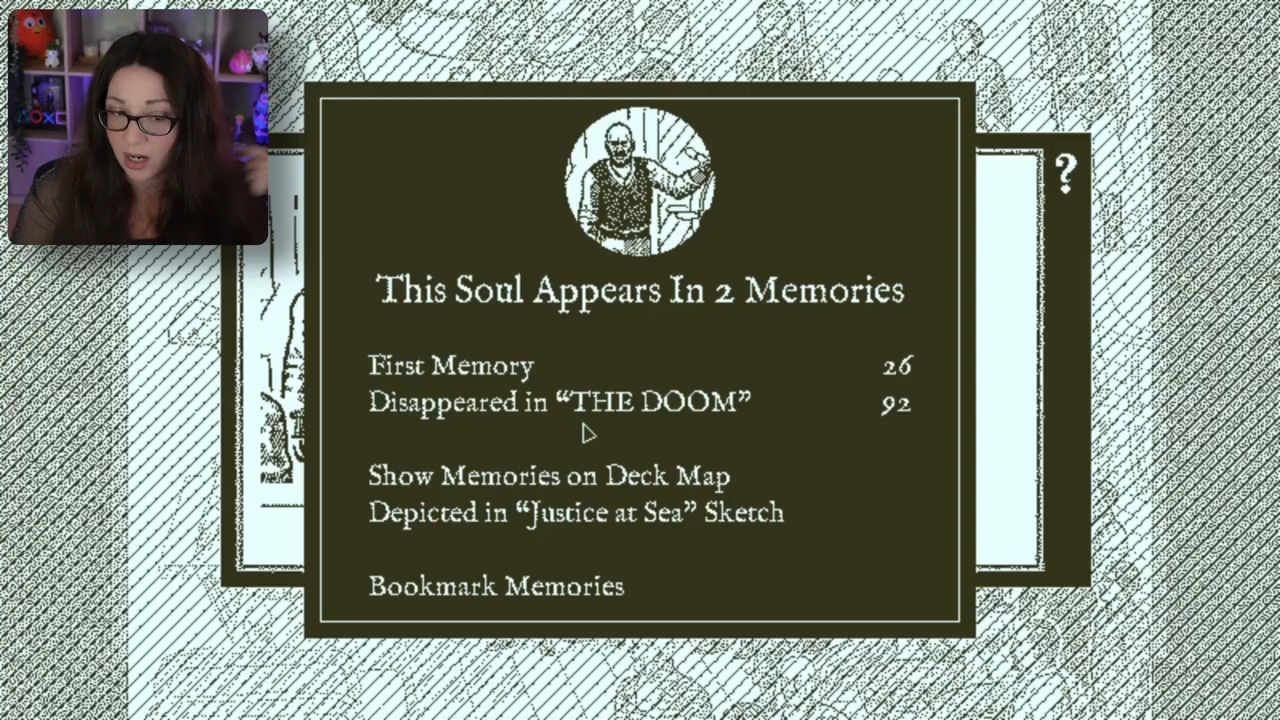 ?
This Soul Appears In 2 Memories
First Memory 26
Disappeared in “THE DOOM” 92
Show Memories on Deck Map
Depicted in “Justice at Sea” Sketch
Bookmark Memories